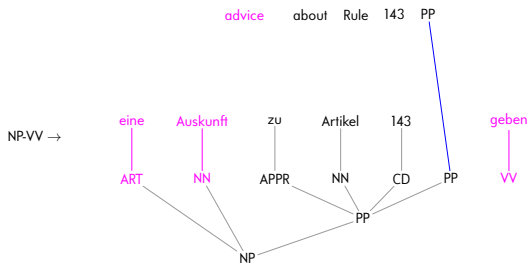 advice about Rule 143 PP
eine Auskunft zu Artikel 143 geben
NP-VV →
ART NN APPR NN CD PP VV
PP
NP